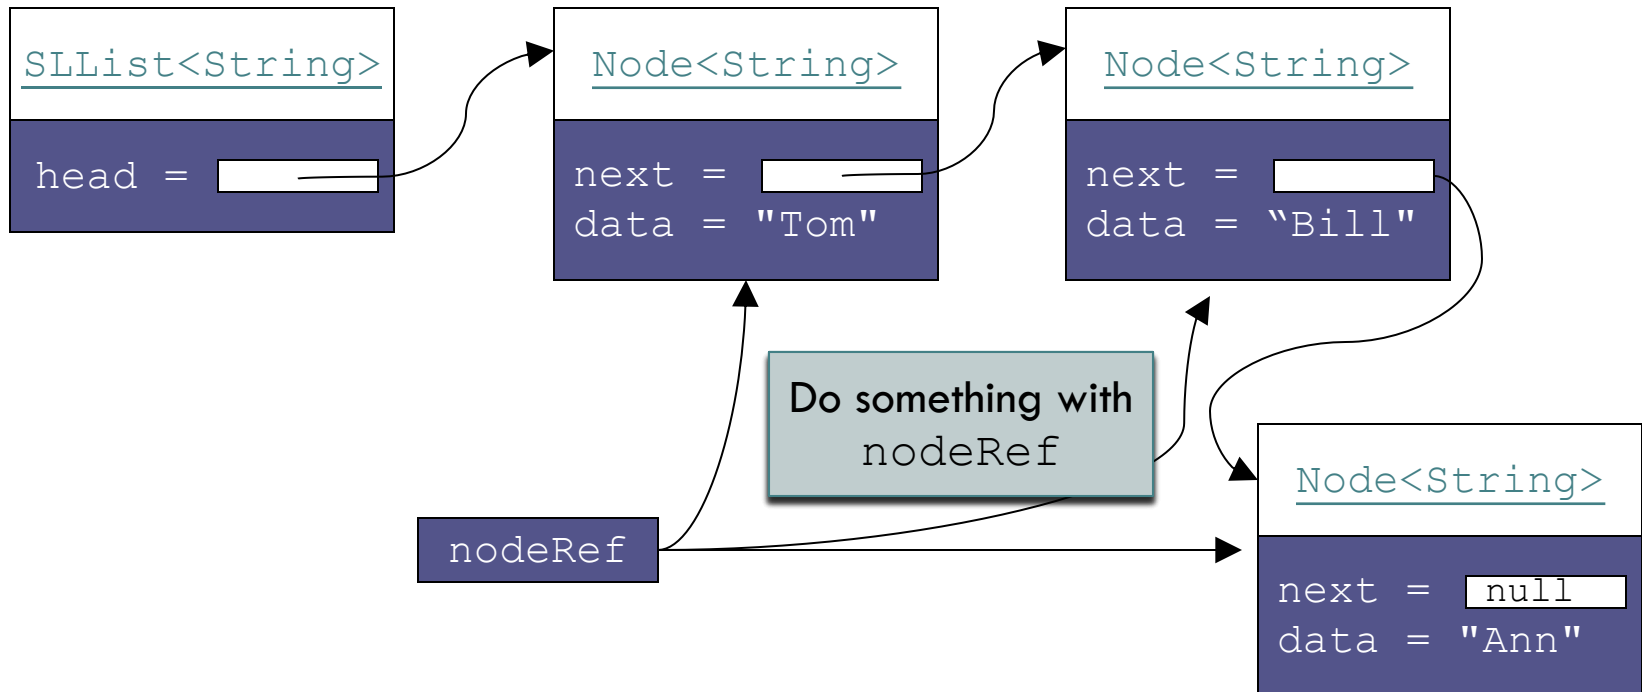 SLList<String>
head =
Node<String>
next =
data = "Tom"
Node<String>
next =
data = “Bill"
Do something with
nodeRef
nodeRef
Node<String>
next = null
data = "Ann"